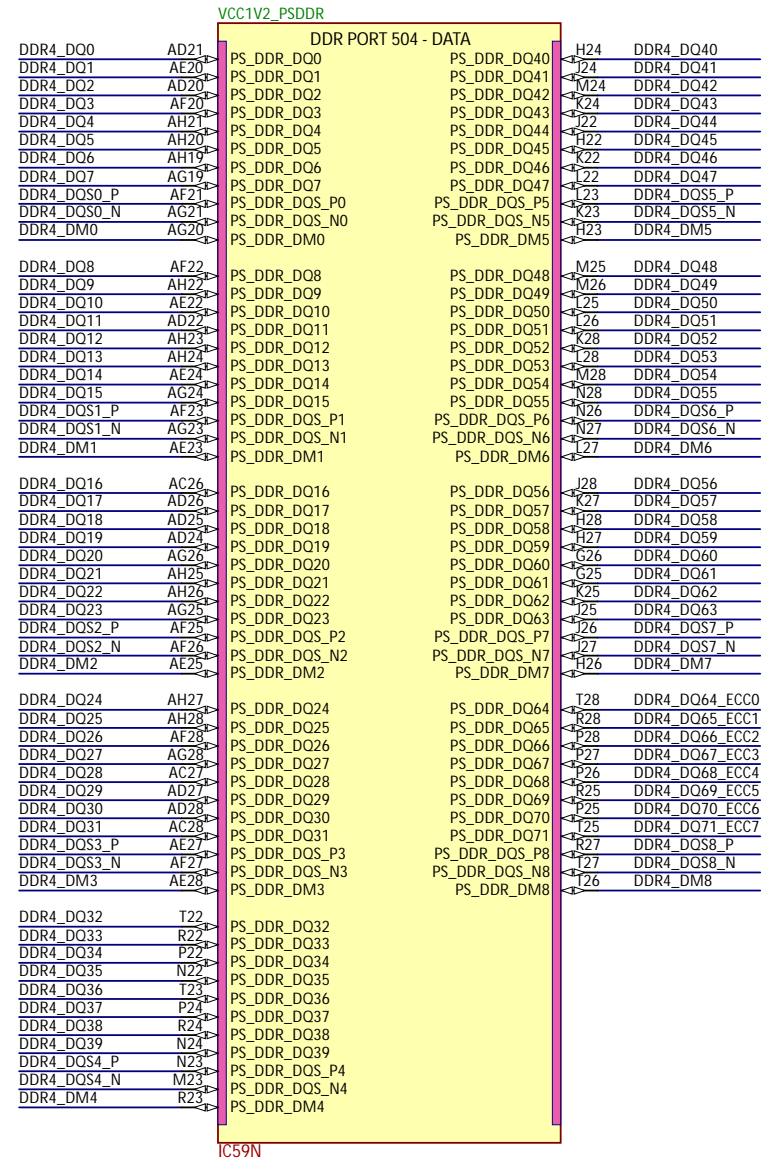 VCC1V2_PSDDR
DDR PORT 504 - DATA
DDR4_DQ0 AD21 PS_DDR_DQ0 PS_DDR_DQ40 H24 DDR4_DQ40
DDR4_DQ1 AE20 PS_DDR_DQ1 PS_DDR_DQ41 J24 DDR4_DQ41
DDR4_DQ2 AD20 PS_DDR_DQ2 PS_DDR_DQ42 M24 DDR4_DQ42
DDR4_DQ3 AF20 PS_DDR_DQ3 PS_DDR_DQ43 K24 DDR4_DQ43
DDR4_DQ4 AH21 PS_DDR_DQ4 PS_DDR_DQ44 J22 DDR4_DQ44
DDR4_DQ5 AH20 PS_DDR_DQ5 PS_DDR_DQ45 H22 DDR4_DQ45
DDR4_DQ6 AH19 PS_DDR_DQ6 PS_DDR_DQ46 K22 DDR4_DQ46
DDR4_DQ7 AG19 PS_DDR_DQ7 PS_DDR_DQ47 L22 DDR4_DQ47
DDR4_DQS0_P AF21 PS_DDR_DQS_P0 PS_DDR_DQS_P5 L23 DDR4_DQS5_P
DDR4_DQS0_N AG21 PS_DDR_DQS_N0 PS_DDR_DQS_N5 K23 DDR4_DQS5_N
DDR4_DM0 AG20 PS_DDR_DM0 PS_DDR_DM5 H23 DDR4_DM5
DDR4_DQ8 AF22 PS_DDR_DQ8 PS_DDR_DQ48 M25 DDR4_DQ48
DDR4_DQ9 AH22 PS_DDR_DQ9 PS_DDR_DQ49 M26 DDR4_DQ49
DDR4_DQ10 AE22 PS_DDR_DQ10 PS_DDR_DQ50 L25 DDR4_DQ50
DDR4_DQ11 AD22 PS_DDR_DQ11 PS_DDR_DQ51 L26 DDR4_DQ51
DDR4_DQ12 AH23 PS_DDR_DQ12 PS_DDR_DQ52 K28 DDR4_DQ52
DDR4_DQ13 AH24 PS_DDR_DQ13 PS_DDR_DQ53 L28 DDR4_DQ53
DDR4_DQ14 AE24 PS_DDR_DQ14 PS_DDR_DQ54 M28 DDR4_DQ54
DDR4_DQ15 AG24 PS_DDR_DQ15 PS_DDR_DQ55 N28 DDR4_DQ55
DDR4_DQS1_P AF23 PS_DDR_DQS_P1 PS_DDR_DQS_P6 N26 DDR4_DQS6_P
DDR4_DQS1_N AG23 PS_DDR_DQS_N1 PS_DDR_DQS_N6 N27 DDR4_DQS6_N
DDR4_DM1 AE23 PS_DDR_DM1 PS_DDR_DM6 L27 DDR4_DM6
DDR4_DQ16 AC26 PS_DDR_DQ16 PS_DDR_DQ56 J28 DDR4_DQ56
DDR4_DQ17 AD26 PS_DDR_DQ17 PS_DDR_DQ57 K27 DDR4_DQ57
DDR4_DQ18 AD25 PS_DDR_DQ18 PS_DDR_DQ58 H28 DDR4_DQ58
DDR4_DQ19 AD24 PS_DDR_DQ19 PS_DDR_DQ59 H27 DDR4_DQ59
DDR4_DQ20 AG26 PS_DDR_DQ20 PS_DDR_DQ60 G26 DDR4_DQ60
DDR4_DQ21 AH25 PS_DDR_DQ21 PS_DDR_DQ61 G25 DDR4_DQ61
DDR4_DQ22 AH26 PS_DDR_DQ22 PS_DDR_DQ62 K25 DDR4_DQ62
DDR4_DQ23 AG25 PS_DDR_DQ23 PS_DDR_DQ63 J25 DDR4_DQ63
DDR4_DQS2_P AF25 PS_DDR_DQS_P2 PS_DDR_DQS_P7 J26 DDR4_DQS7_P
DDR4_DQS2_N AF26 PS_DDR_DQS_N2 PS_DDR_DQS_N7 J27 DDR4_DQS7_N
DDR4_DM2 AE25 PS_DDR_DM2 PS_DDR_DM7 H26 DDR4_DM7
DDR4_DQ24 AH27 PS_DDR_DQ24 PS_DDR_DQ64 T28 DDR4_DQ64_ECC0
DDR4_DQ25 AH28 PS_DDR_DQ25 PS_DDR_DQ65 R28 DDR4_DQ65_ECC1
DDR4_DQ26 AF28 PS_DDR_DQ26 PS_DDR_DQ66 P28 DDR4_DQ66_ECC2
DDR4_DQ27 AG28 PS_DDR_DQ27 PS_DDR_DQ67 P27 DDR4_DQ67_ECC3
DDR4_DQ28 AC27 PS_DDR_DQ28 PS_DDR_DQ68 P26 DDR4_DQ68_ECC4
DDR4_DQ29 AD27 PS_DDR_DQ29 PS_DDR_DQ69 R25 DDR4_DQ69_ECC5
DDR4_DQ30 AD28 PS_DDR_DQ30 PS_DDR_DQ70 P25 DDR4_DQ70_ECC6
DDR4_DQ31 AC28 PS_DDR_DQ31 PS_DDR_DQ71 T25 DDR4_DQ71_ECC7
DDR4_DQS3_P AE27 PS_DDR_DQS_P3 PS_DDR_DQS_P8 R27 DDR4_DQS8_P
DDR4_DQS3_N AF27 PS_DDR_DQS_N3 PS_DDR_DQS_N8 T27 DDR4_DQS8_N
DDR4_DM3 AE28 PS_DDR_DM3 PS_DDR_DM8 T26 DDR4_DM8
DDR4_DQ32 T22 PS_DDR_DQ32
DDR4_DQ33 R22 PS_DDR_DQ33
DDR4_DQ34 P22 PS_DDR_DQ34
DDR4_DQ35 N22 PS_DDR_DQ35
DDR4_DQ36 T23 PS_DDR_DQ36
DDR4_DQ37 P24 PS_DDR_DQ37
DDR4_DQ38 R24 PS_DDR_DQ38
DDR4_DQ39 N24 PS_DDR_DQ39
DDR4_DQS4_P N23 PS_DDR_DQS_P4
DDR4_DQS4_N M23 PS_DDR_DQS_N4
DDR4_DM4 R23 PS_DDR_DM4
IC59N